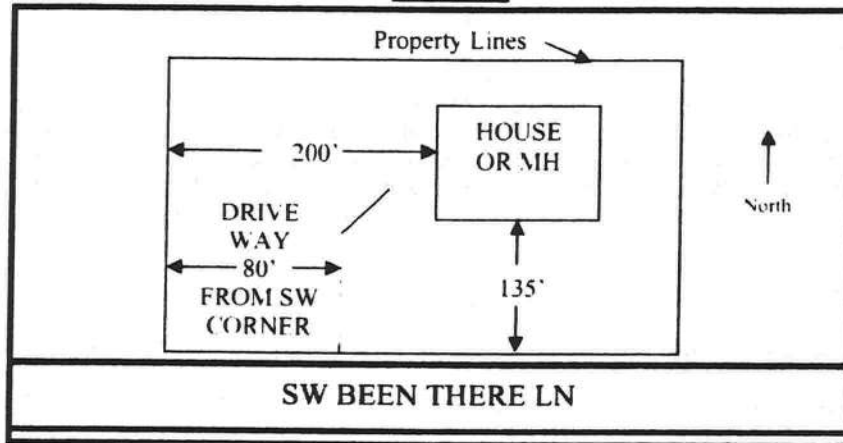 Property Lines
HOUSE
OR MH
200'
North
DRIVE
WAY
80'
FROM SW
CORNER
135'
SW BEEN THERE LN